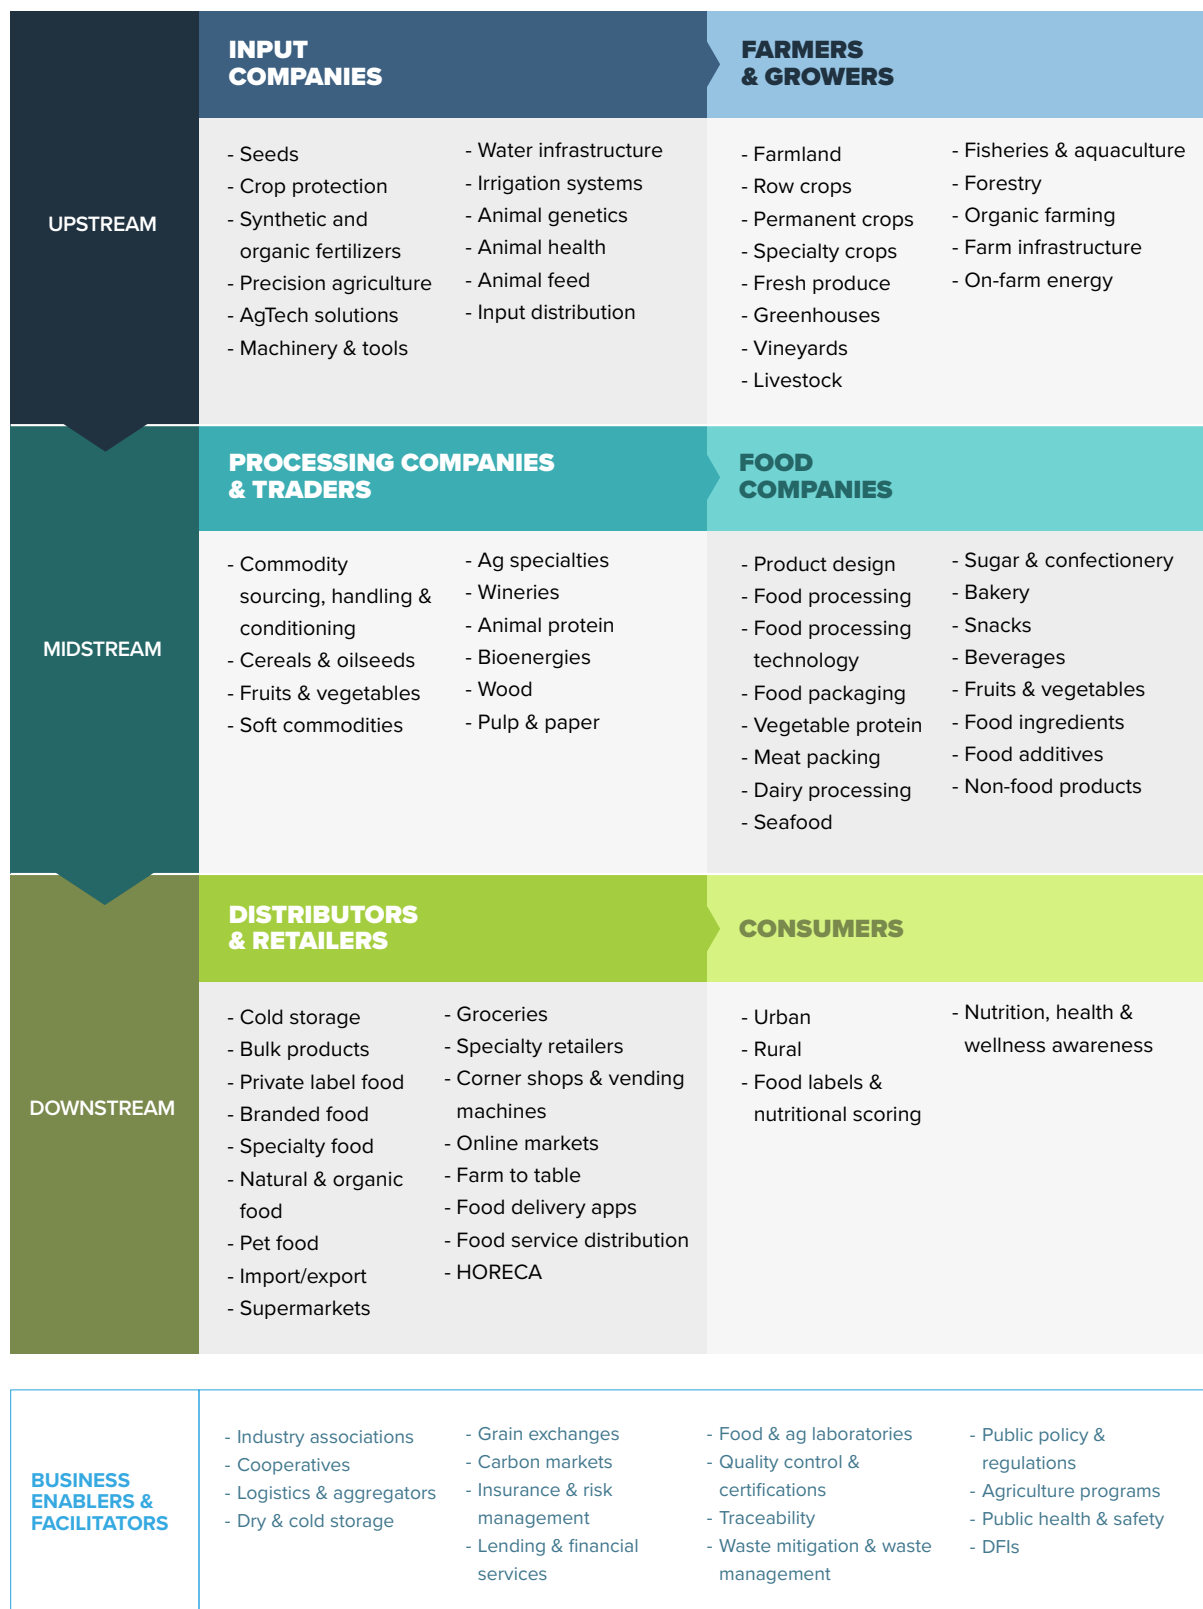 UPSTREAM
INPUT
COMPANIES
- Seeds
- Crop protection
- Synthetic and
organic fertilizers
- Precision agriculture
- AgTech solutions
- Machinery & tools
- Water infrastructure
- Irrigation systems
- Animal genetics
- Animal health
- Animal feed
- Input distribution
FARMERS
& GROWERS
- Farmland
- Row crops
- Permanent crops
- Specialty crops
- Fresh produce
- Greenhouses
- Vineyards
- Livestock
- Fisheries & aquaculture
- Forestry
- Organic farming
- Farm infrastructure
- On-farm energy
MIDSTREAM
PROCESSING COMPANIES
& TRADERS
- Commodity
sourcing, handling &
conditioning
- Cereals & oilseeds
- Fruits & vegetables
- Soft commodities
- Ag specialties
- Wineries
- Animal protein
- Bioenergies
- Wood
- Pulp & paper
FOOD
COMPANIES
- Product design
- Food processing
- Food processing
technology
- Food packaging
- Vegetable protein
- Meat packing
- Dairy processing
- Seafood
- Sugar & confectionery
- Bakery
- Snacks
- Beverages
- Fruits & vegetables
- Food ingredients
- Food additives
- Non-food products
DOWNSTREAM
DISTRIBUTORS
& RETAILERS
- Cold storage
- Bulk products
- Private label food
- Branded food
- Specialty food
- Natural & organic
food
- Pet food
- Import/export
- Supermarkets
- Groceries
- Specialty retailers
- Corner shops & vending
machines
- Online markets
- Farm to table
- Food delivery apps
- Food service distribution
- HORECA
CONSUMERS
- Urban
- Rural
- Food labels &
nutritional scoring
- Nutrition, health &
wellness awareness
BUSINESS
ENABLERS &
FACILITATORS
- Industry associations
- Cooperatives
- Logistics & aggregators
- Dry & cold storage
- Grain exchanges
- Carbon markets
- Insurance & risk
management
- Lending & financial
services
- Food & ag laboratories
- Quality control &
certifications
- Traceability
- Waste mitigation & waste
management
- Public policy &
regulations
- Agriculture programs
- Public health & safety
- DFIs